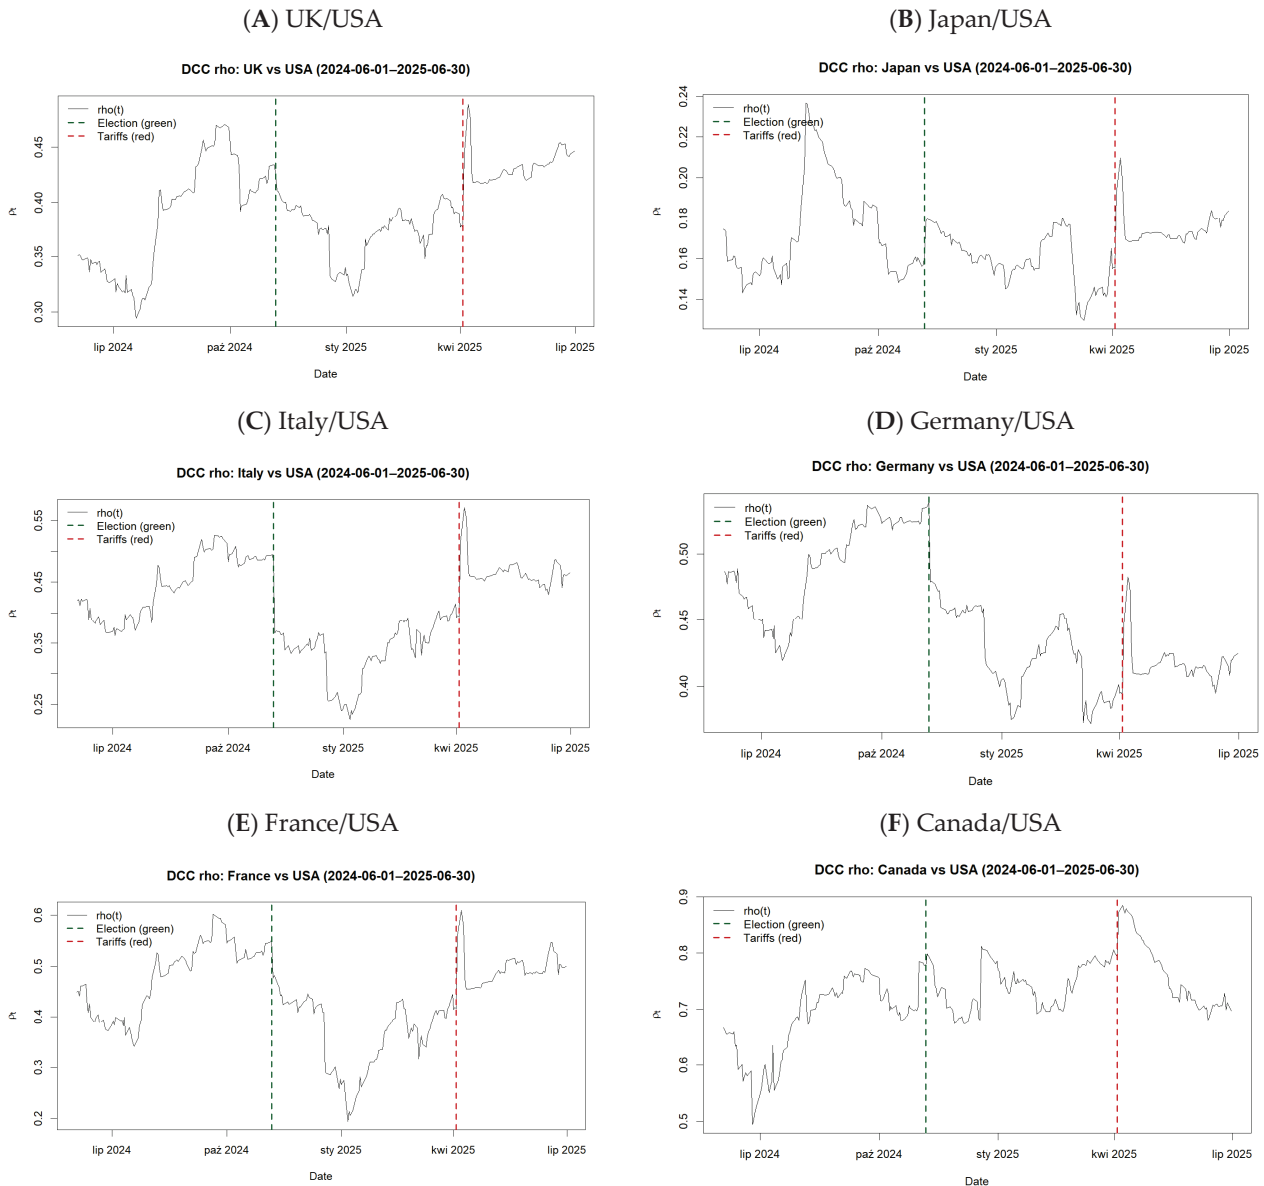 (A) UK/USA
DCC rho: UK vs USA (2024-06-01–2025-06-30)
rho(t)
Election (green)
Tariffs (red)
0.45
0.40
0.35
0.30
ρt
lip 2024 paź 2024 sty 2025 kwi 2025 lip 2025
Date
(B) Japan/USA
DCC rho: Japan vs USA (2024-06-01–2025-06-30)
rho(t)
Election (green)
Tariffs (red)
0.24
0.22
0.20
0.18
0.16
0.14
ρt
lip 2024 paź 2024 sty 2025 kwi 2025 lip 2025
Date
(C) Italy/USA
DCC rho: Italy vs USA (2024-06-01–2025-06-30)
rho(t)
Election (green)
Tariffs (red)
0.55
0.45
0.35
0.25
ρt
lip 2024 paź 2024 sty 2025 kwi 2025 lip 2025
Date
(D) Germany/USA
DCC rho: Germany vs USA (2024-06-01–2025-06-30)
rho(t)
Election (green)
Tariffs (red)
0.50
0.45
0.40
ρt
lip 2024 paź 2024 sty 2025 kwi 2025 lip 2025
Date
(E) France/USA
DCC rho: France vs USA (2024-06-01–2025-06-30)
rho(t)
Election (green)
Tariffs (red)
0.6
0.5
0.4
0.3
0.2
ρt
lip 2024 paź 2024 sty 2025 kwi 2025 lip 2025
Date
(F) Canada/USA
DCC rho: Canada vs USA (2024-06-01–2025-06-30)
rho(t)
Election (green)
Tariffs (red)
0.9
0.8
0.7
0.6
0.5
ρt
lip 2024 paź 2024 sty 2025 kwi 2025 lip 2025
Date